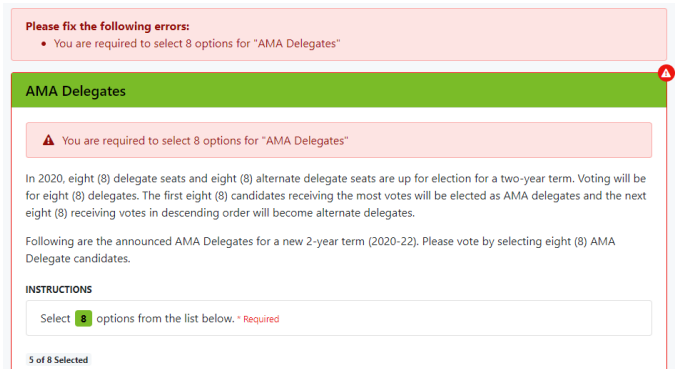 Please fix the following errors:
• You are required to select 8 options for "AMA Delegates"
AMA Delegates
You are required to select 8 options for "AMA Delegates"
In 2020, eight (8) delegate seats and eight (8) alternate delegate seats are up for election for a two-year term. Voting will be
for eight (8) delegates. The first eight (8) candidates receiving the most votes will be elected as AMA delegates and the next
eight (8) receiving votes in descending order will become alternate delegates.
Following are the announced AMA Delegates for a new 2-year term (2020-22). Please vote by selecting eight (8) AMA
Delegate candidates.
INSTRUCTIONS
Select 8 options from the list below. * Required
5 of 8 Selected